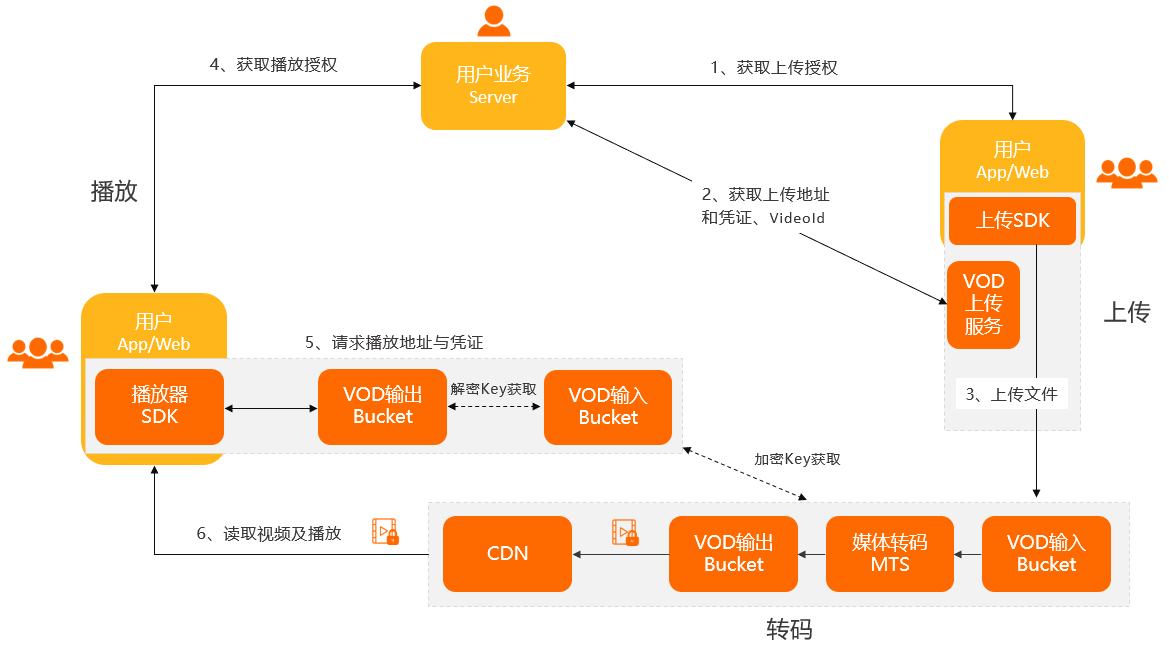 4、获取播放授权
用户业务
Server
1、获取上传授权
用户
App/Web
上传SDK
2、获取上传地址
和凭证、VideoId
VOD
上传
服务
上传
3、上传文件
播放
用户
App/Web
5、请求播放地址与凭证
播放器
SDK
VOD输出
Bucket
解密Key获取
VOD输入
Bucket
加密Key获取
6、读取视频及播放
CDN
VOD输出
Bucket
媒体转码
MTS
VOD输入
Bucket
转码